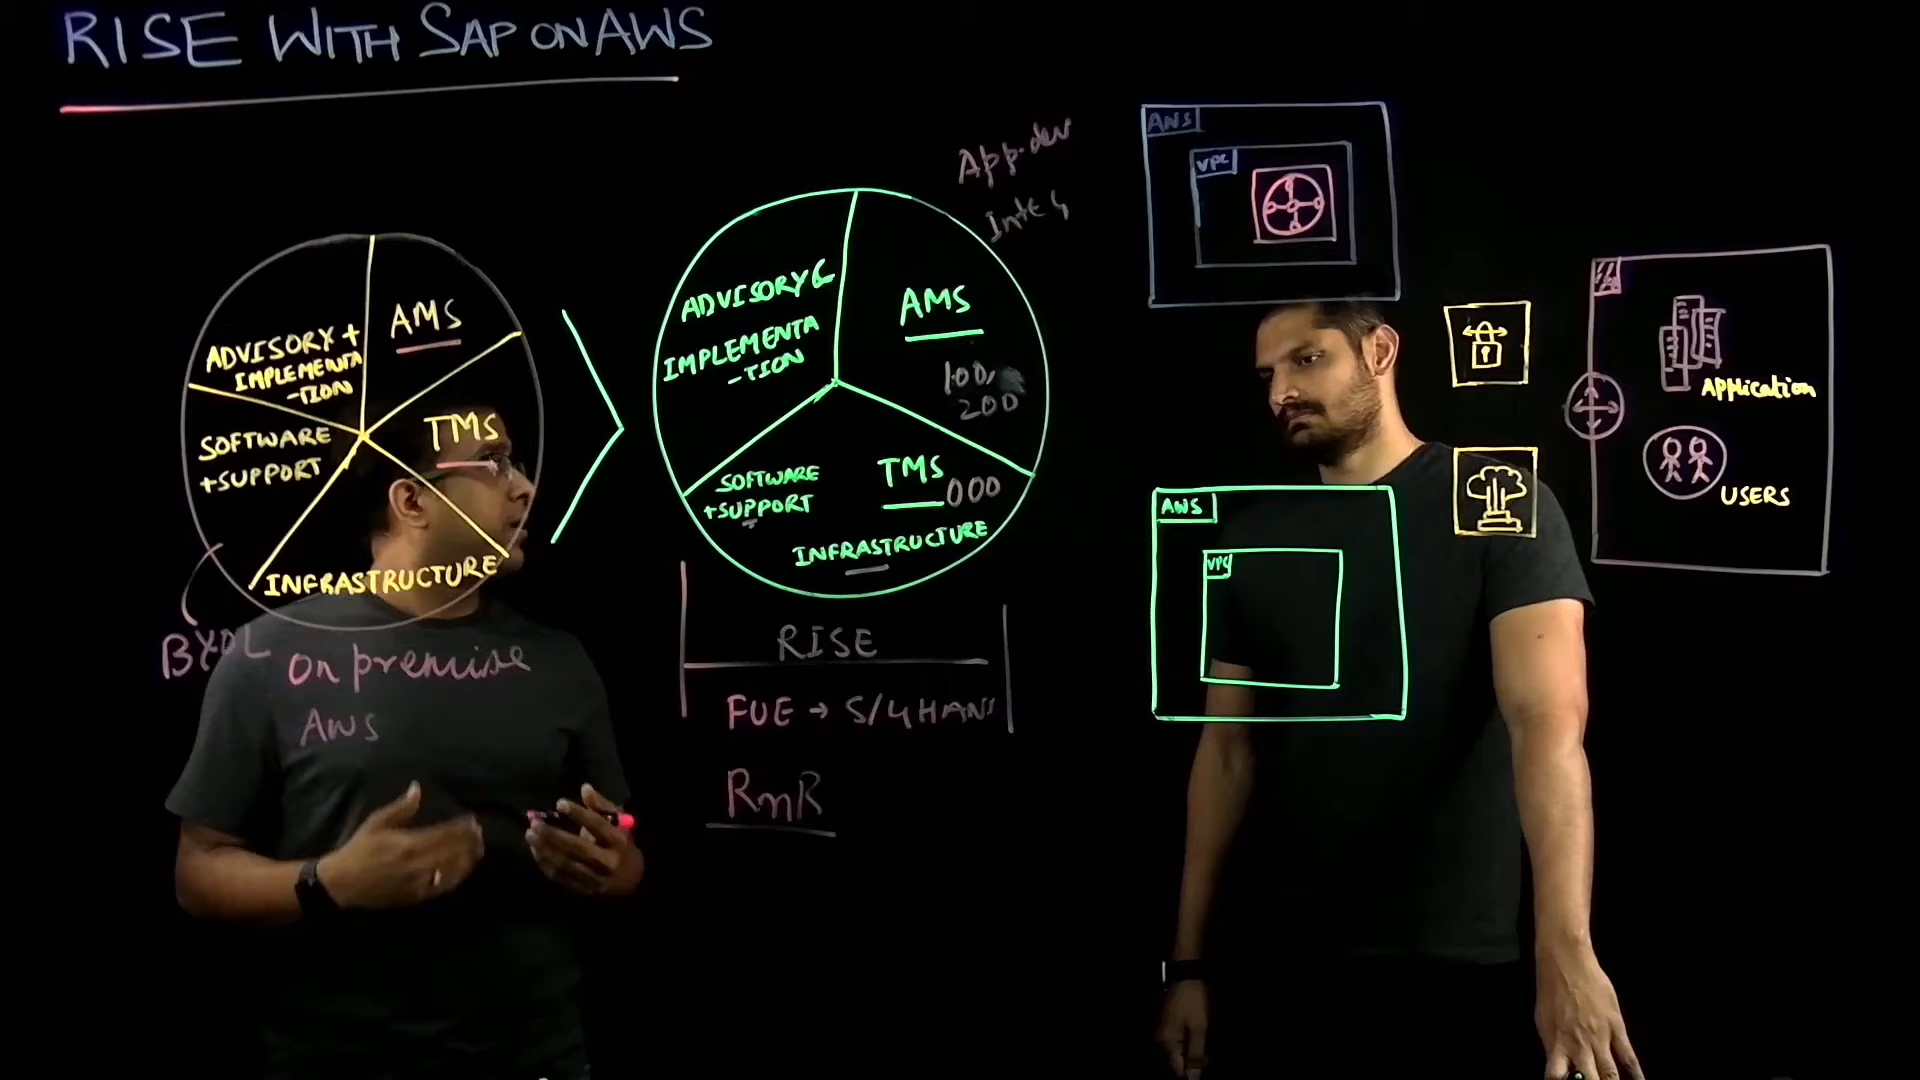 RISE WITH SAP ON AWS
ADVISORY +
IMPLEMENTA
-TION
AMS
TMS
SOFTWARE
+SUPPORT
INFRASTRUCTURE
BYOL
on premise
AWS
ADVISORY &
IMPLEMENTA
-TION
AMS
100,
200
SOFTWARE
+SUPPORT
TMS
000
INFRASTRUCTURE
RISE
FUE → S/4HANA
RnR
App.dev
AWS
VPC
AWS
VPC
Application
USERS